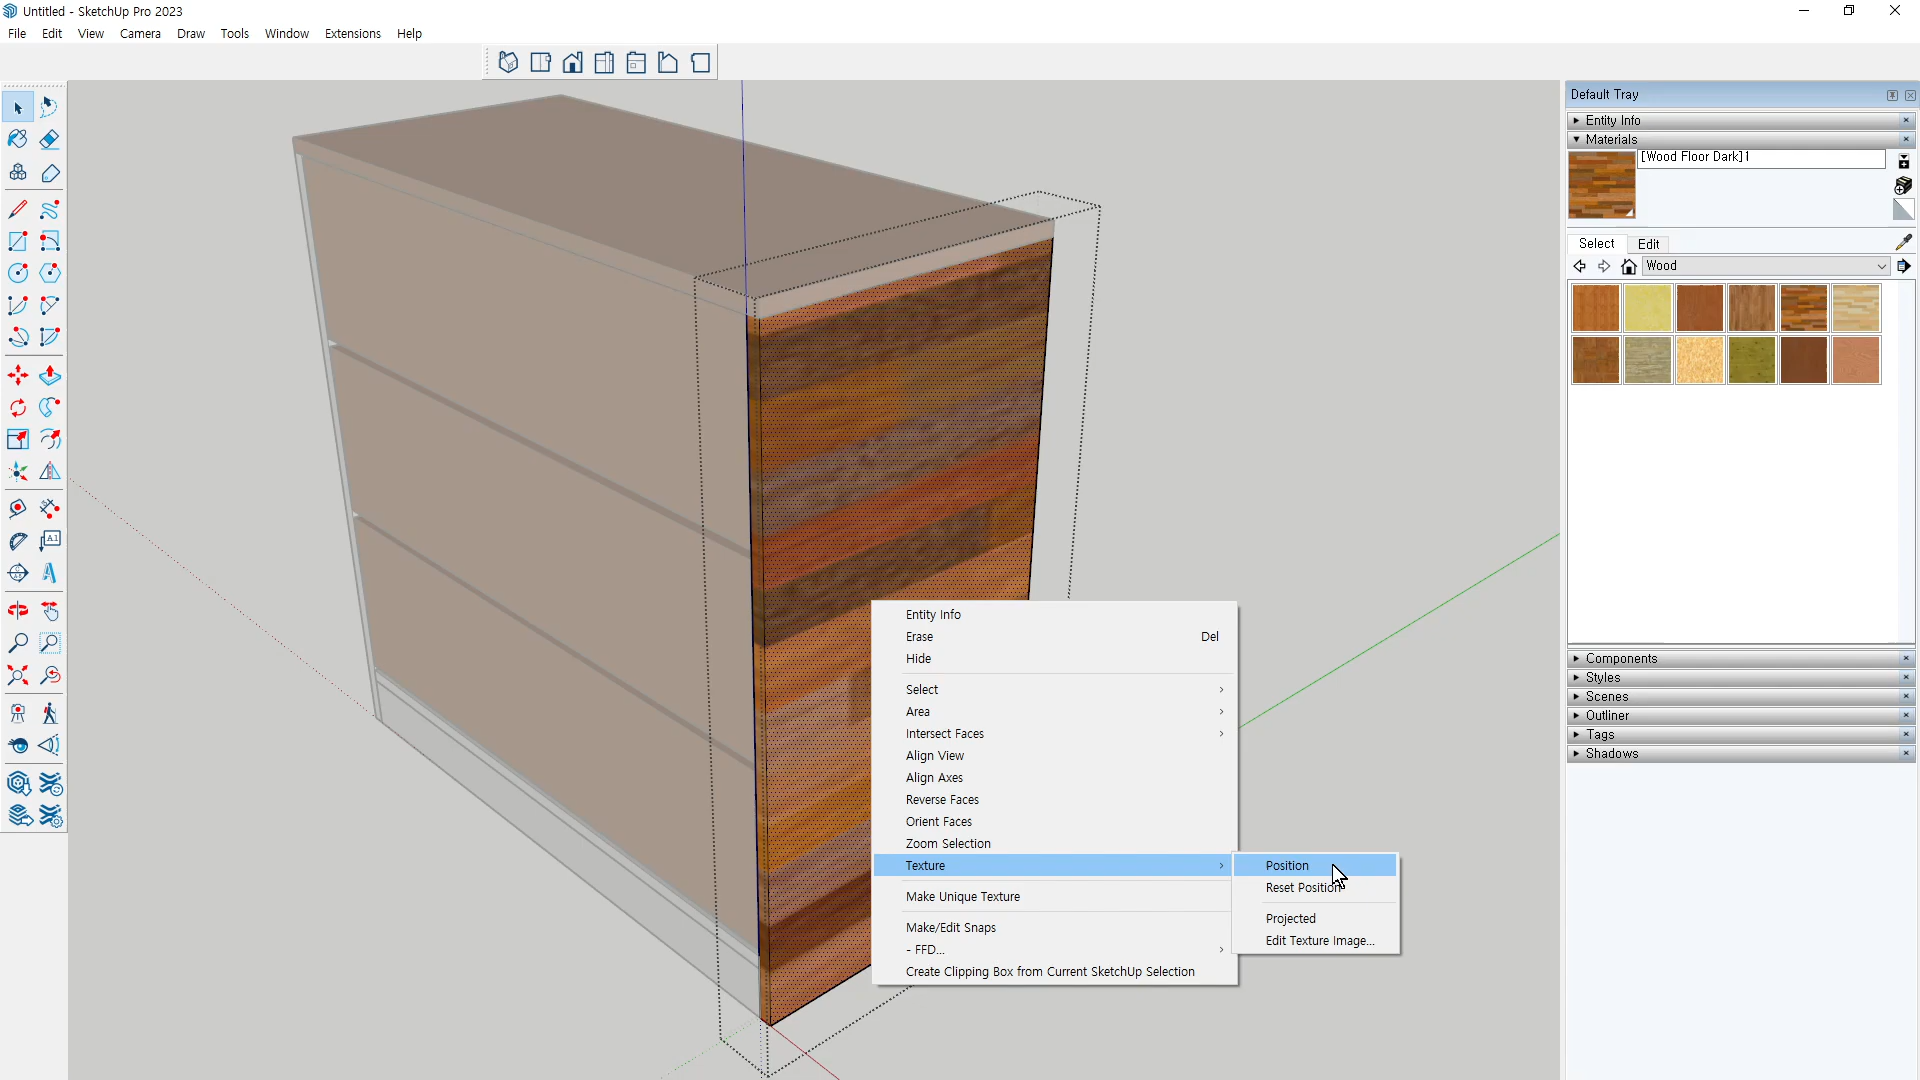 Untitled - SketchUp Pro 2023
File Edit View Camera Draw Tools Window Extensions Help
Default Tray
Entity Info
Materials
[Wood Floor Dark]1
Select Edit
Wood
Components
Styles
Scenes
Outliner
Tags
Shadows
Entity Info
Erase Del
Hide
Select
Area
Intersect Faces
Align View
Align Axes
Reverse Faces
Orient Faces
Zoom Selection
Texture
Make Unique Texture
Make/Edit Snaps
- FFD...
Create Clipping Box from Current SketchUp Selection
Position
Reset Position
Projected
Edit Texture Image...